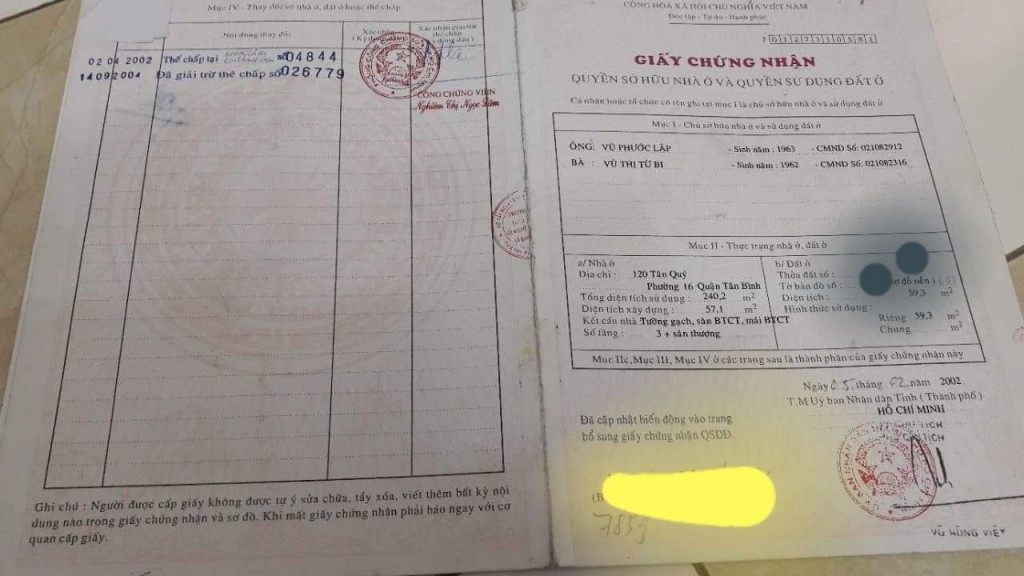 Mục IV - Thay đổi về nhà ở, đất ở hoặc thế chấp
Nội dung thay đổi
02 04 2002 Thế chấp tại số 04844
14 09 2004 Đã giải trừ thế chấp số 026779
CÔNG CHỨNG VIÊN
Nghiêm Thị Ngọc
Ghi chú : Người được cấp giấy không được tự ý sửa chữa, tẩy xóa, viết thêm bất kỳ nội
dung nào trong giấy chứng nhận và sơ đồ. Khi mất giấy chứng nhận phải báo ngay với cơ
quan cấp giấy.
CỘNG HÒA XÃ HỘI CHỦ NGHĨA VIỆT NAM
Độc lập - Tự do - Hạnh phúc
GIẤY CHỨNG NHẬN
QUYỀN SỞ HỮU NHÀ Ở VÀ QUYỀN SỬ DỤNG ĐẤT Ở
Cá nhân hoặc tổ chức có tên ghi tại mục I là chủ sở hữu nhà ở và sử dụng đất ở
Mục I - Chủ sở hữu nhà ở và sử dụng đất ở
ÔNG: VŨ PHƯỚC LẬP - Sinh năm : 1963 - CMND Số: 021082912
BÀ : VŨ THỊ TỪ BI - Sinh năm : 1962 - CMND Số: 021082316
Mục II - Thực trạng nhà ở, đất ở
a/ Nhà ở
Địa chỉ : 120 Tân Quý
Phường 16 Quận Tân Bình
Tổng diện tích sử dụng : 240,2 m2
Diện tích xây dựng : 57,1 m2
Kết cấu nhà Tường gạch, sàn BTCT, mái BTCT
Số tầng : 3 + sân thượng
b/ Đất ở
Thửa đất số :
Tờ bản đồ số :
Diện tích : 59,3 m2
Hình thức sử dụng :
Riêng 59,3 m2
Chung m2
Mục IIc, Mục III, Mục IV ở các trang sau là thành phần của giấy chứng nhận này
Ngày 05 tháng 02 năm 2002
T.M Uỷ ban Nhân dân Tỉnh ( Thành phố )
HỒ CHÍ MINH
Đã cập nhật biến động vào trang
bổ sung giấy chứng nhận QSDĐ.
VŨ HÙNG VIỆT